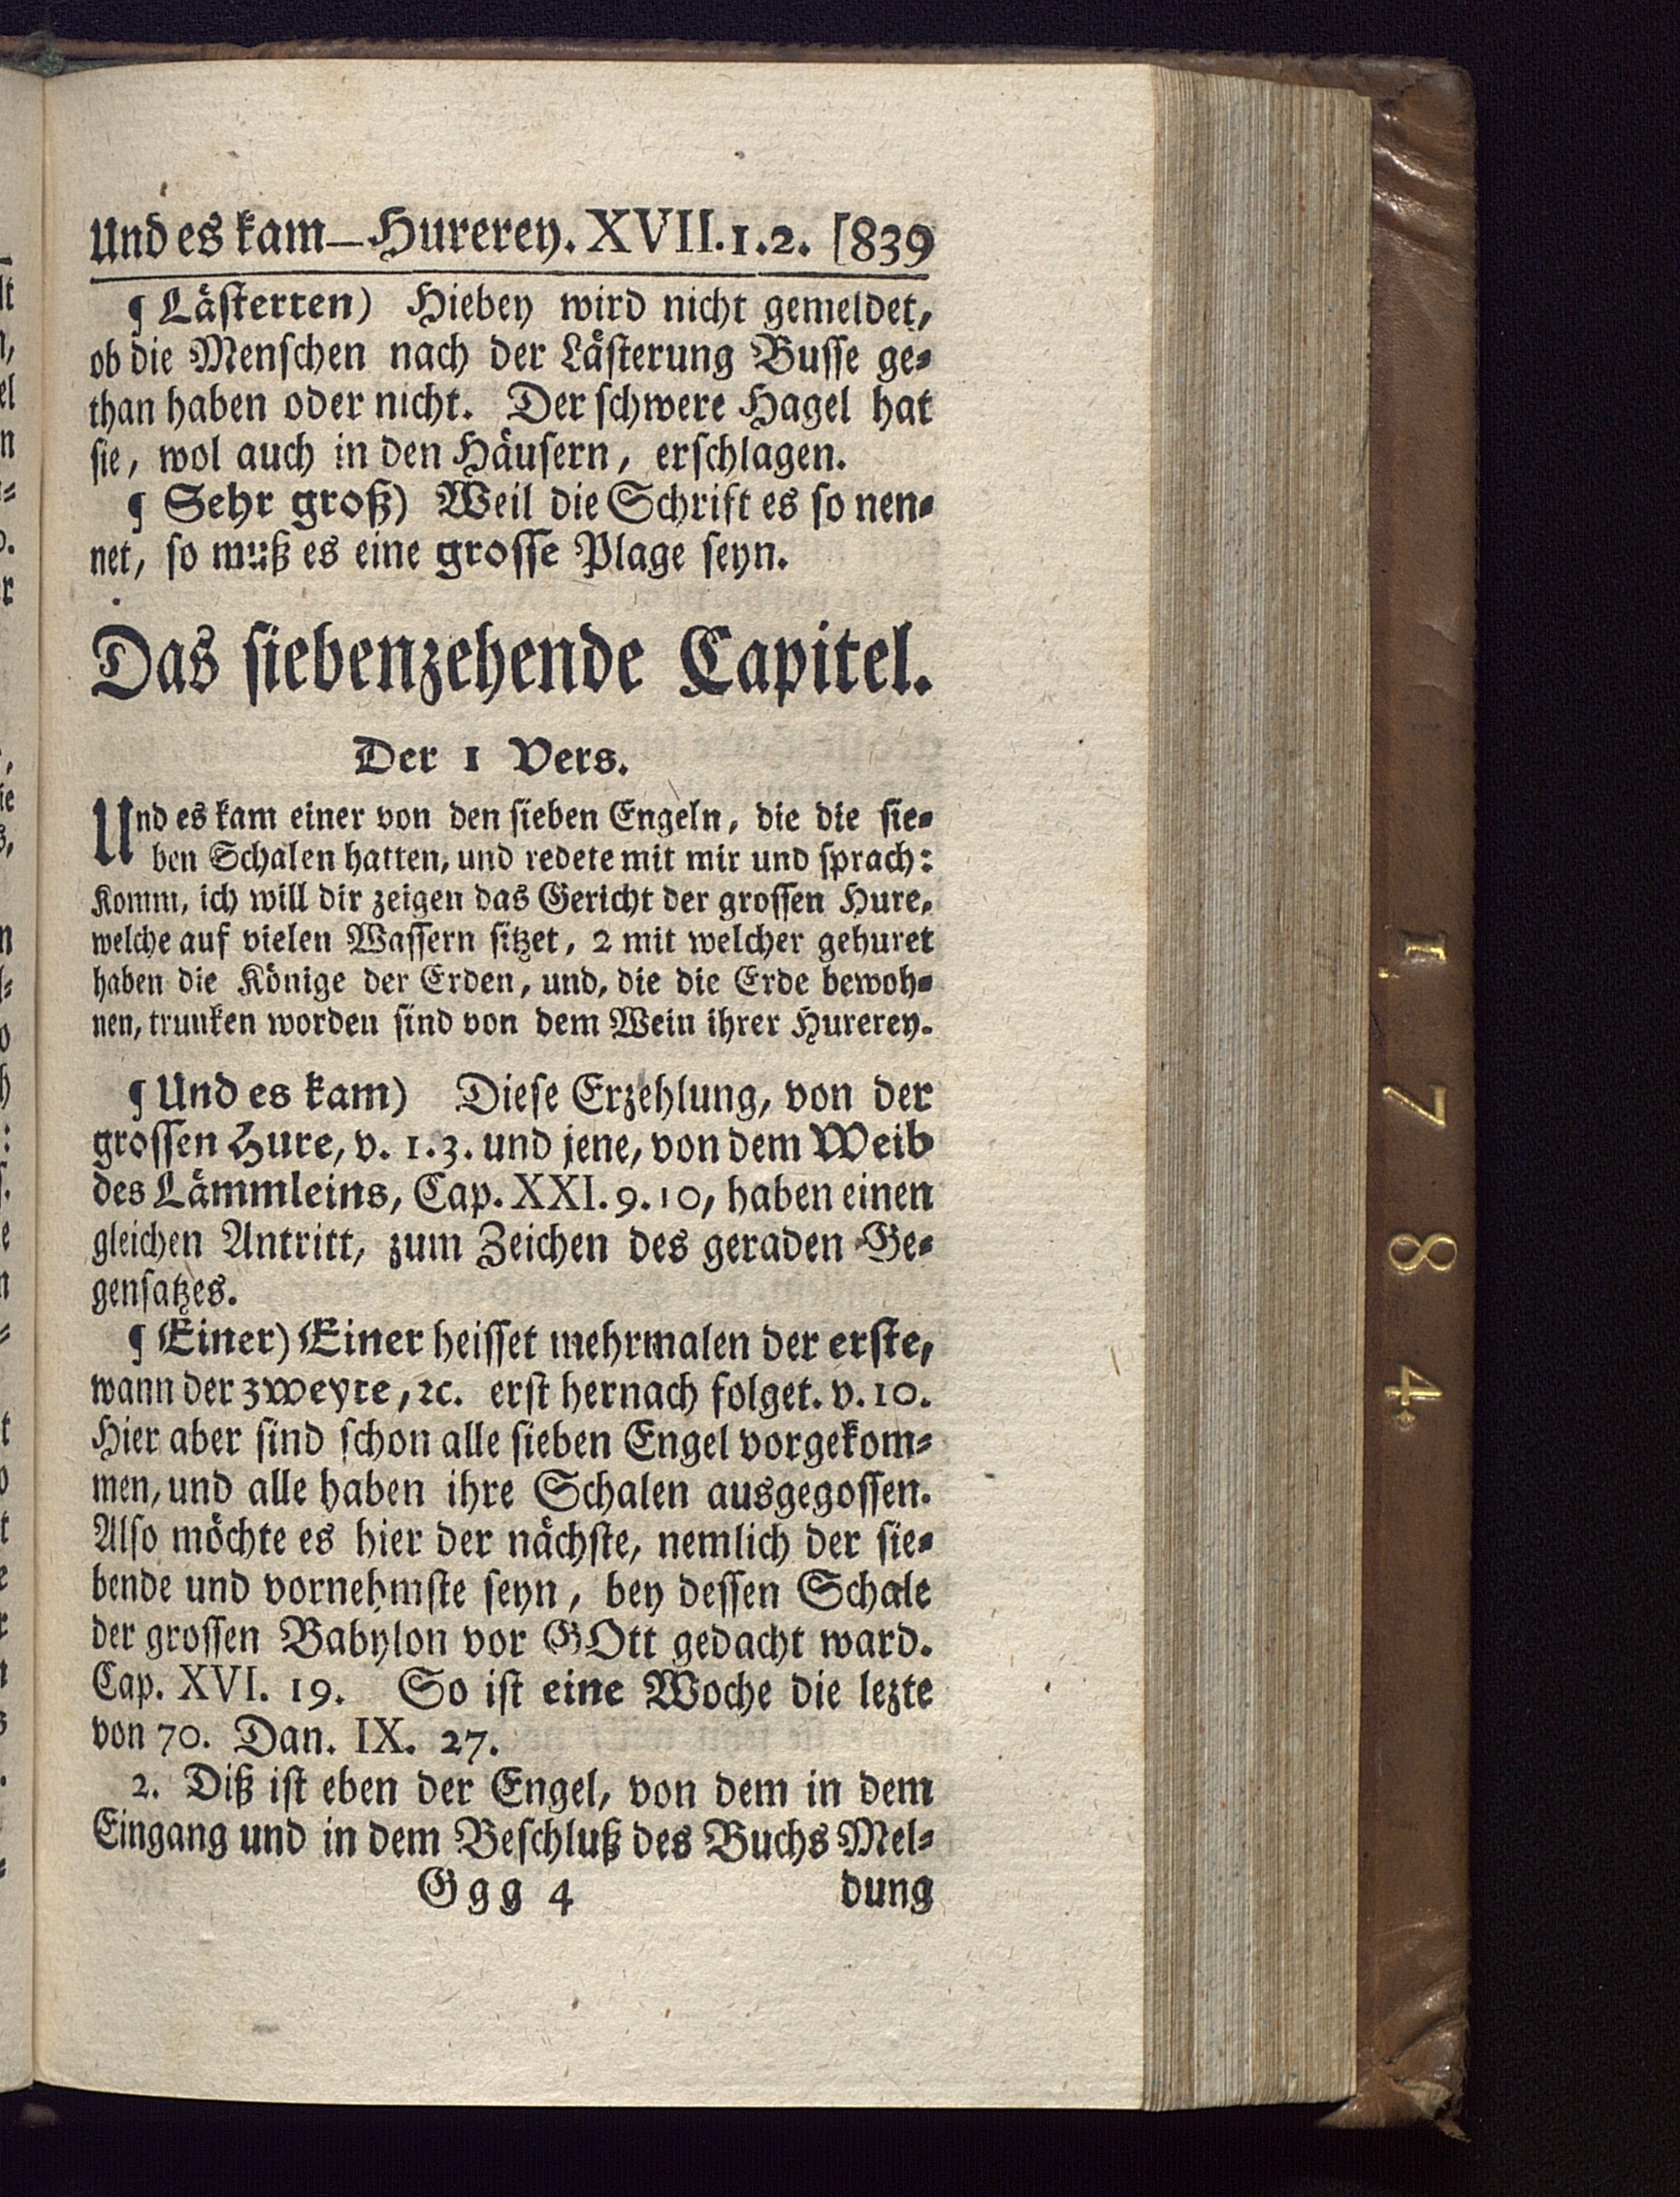 Und es kam—Hurerey. XVII. 1. 2. [839
¶ Lästerten) Hiebey wird nicht gemeldet,
ob die Menschen nach der Lästerung Busse ge-
than haben oder nicht. Der schwere Hagel hat
sie, wol auch in den Häusern, erschlagen.
¶ Sehr groß) Weil die Schrift es so nen-
net, so muß es eine grosse Plage seyn.
Das siebenzehende Capitel.
Der 1 Vers.
Und es kam einer von den sieben Engeln, die die sie-
ben Schalen hatten, und redete mit mir und sprach:
Komm, ich will dir zeigen das Gericht der grossen Hure,
welche auf vielen Wassern sitzet, 2 mit welcher gehuret
haben die Könige der Erden, und, die die Erde bewoh-
nen, trunken worden sind von dem Wein ihrer Hurerey.
¶ Und es kam) Diese Erzehlung, von der
grossen Hure, v. 1. 3. und jene, von dem Weib
des Lämmleins, Cap. XXI. 9. 10, haben einen
gleichen Antritt, zum Zeichen des geraden Ge-
gensatzes.
¶ Einer) Einer heisset mehrmalen der erste,
wann der zweyte, ꝛc. erst hernach folget. v. 10.
Hier aber sind schon alle sieben Engel vorgekom-
men, und alle haben ihre Schalen ausgegossen.
Also möchte es hier der nächste, nemlich der sie-
bende und vornehmste seyn, bey dessen Schale
der grossen Babylon vor GOtt gedacht ward.
Cap. XVI. 19. So ist eine Woche die lezte
von 70. Dan. IX. 27.
2. Diß ist eben der Engel, von dem in dem
Eingang und in dem Beschluß des Buchs Mel-
Ggg 4 dung
1784